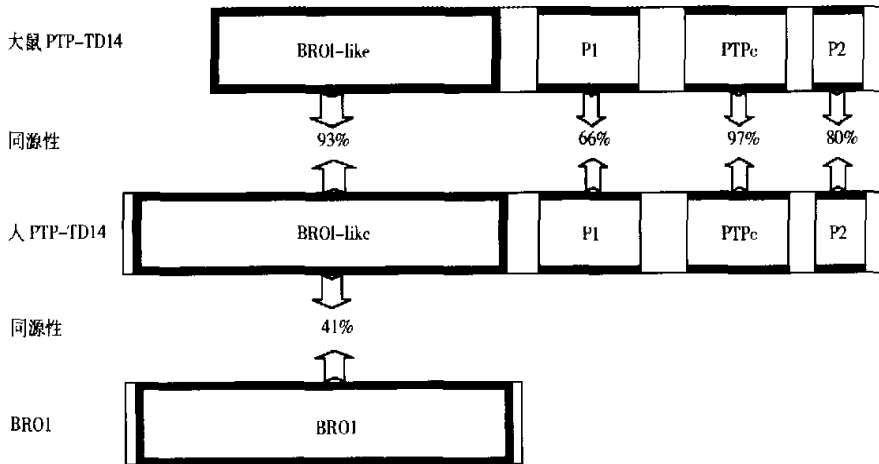 大鼠 PTP-TD14
BRO1-like P1 PTPc P2
同源性
93% 66% 97% 80%
人 PTP-TD14
BRO1-like P1 PTPc P2
同源性
41%
BRO1
BRO1